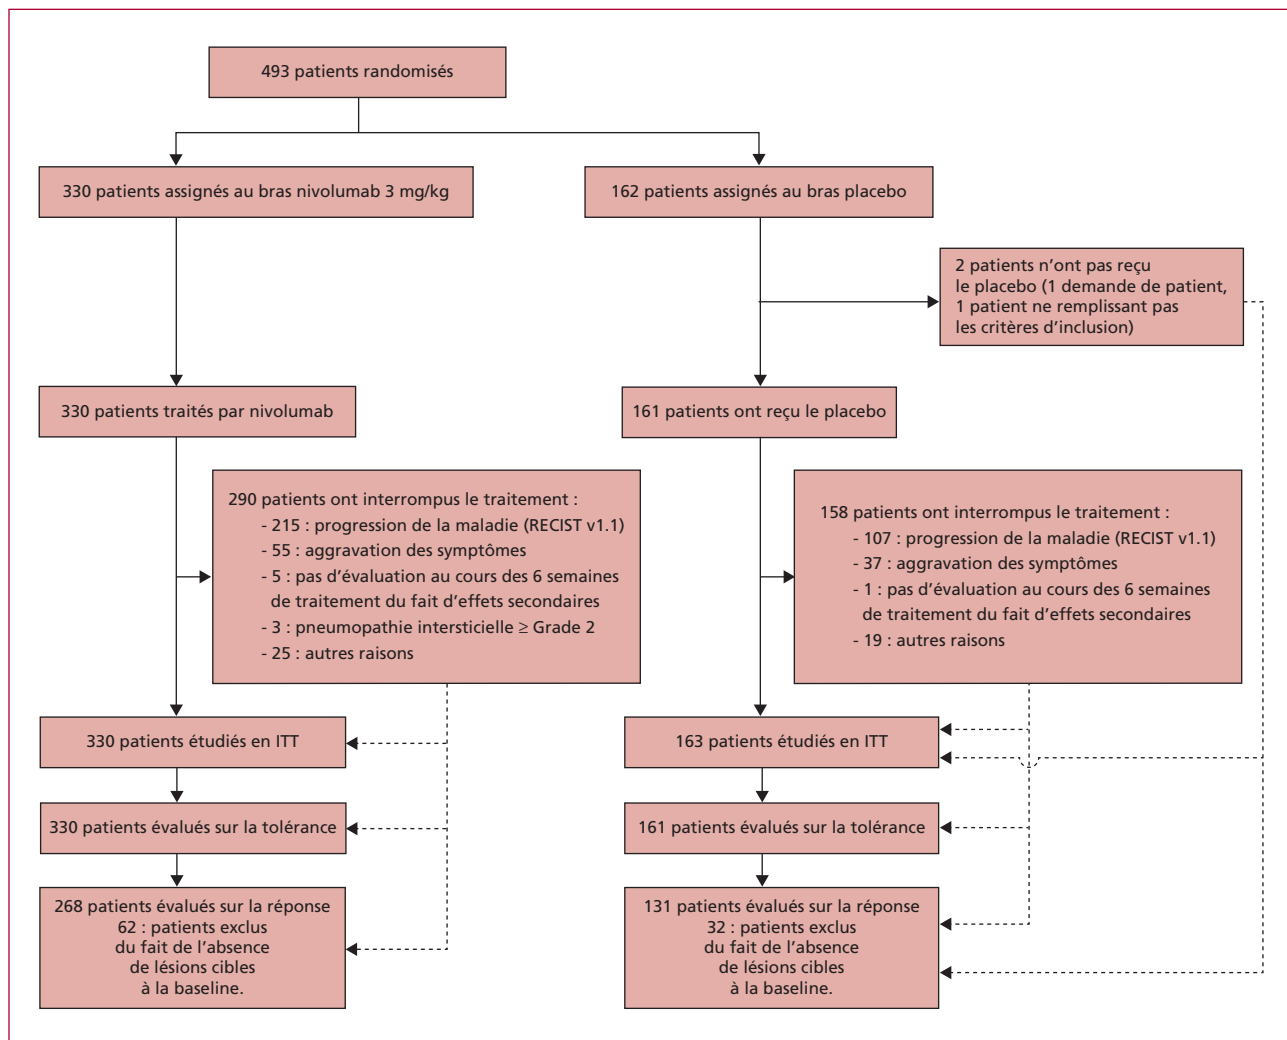 493 patients randomisés
330 patients assignés au bras nivolumab 3 mg/kg
162 patients assignés au bras placebo
2 patients n’ont pas reçu
le placebo (1 demande de patient,
1 patient ne remplissant pas
les critères d’inclusion)
330 patients traités par nivolumab
161 patients ont reçu le placebo
290 patients ont interrompus le traitement :
- 215 : progression de la maladie (RECIST v1.1)
- 55 : aggravation des symptômes
- 5 : pas d’évaluation au cours des 6 semaines
de traitement du fait d’effets secondaires
- 3 : pneumopathie intersticielle ≥ Grade 2
- 25 : autres raisons
158 patients ont interrompus le traitement :
- 107 : progression de la maladie (RECIST v1.1)
- 37 : aggravation des symptômes
- 1 : pas d’évaluation au cours des 6 semaines
de traitement du fait d’effets secondaires
- 19 : autres raisons
330 patients étudiés en ITT
163 patients étudiés en ITT
330 patients évalués sur la tolérance
161 patients évalués sur la tolérance
268 patients évalués sur la réponse
62 : patients exclus
du fait de l’absence
de lésions cibles
à la baseline.
131 patients évalués sur la réponse
32 : patients exclus
du fait de l’absence
de lésions cibles
à la baseline.